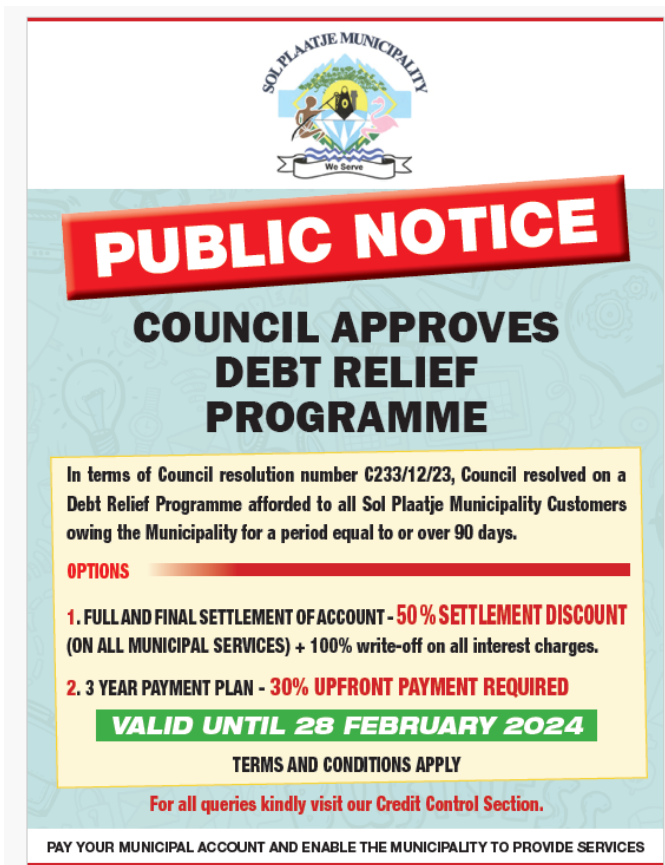 SOL PLAATJE MUNICIPALITY
We Serve
PUBLIC NOTICE
COUNCIL APPROVES
DEBT RELIEF
PROGRAMME
In terms of Council resolution number C233/12/23, Council resolved on a
Debt Relief Programme afforded to all Sol Plaatje Municipality Customers
owing the Municipality for a period equal to or over 90 days.
OPTIONS
1. FULL AND FINAL SETTLEMENT OF ACCOUNT - 50% SETTLEMENT DISCOUNT
(ON ALL MUNICIPAL SERVICES) + 100% write-off on all interest charges.
2. 3 YEAR PAYMENT PLAN - 30% UPFRONT PAYMENT REQUIRED
VALID UNTIL 28 FEBRUARY 2024
TERMS AND CONDITIONS APPLY
For all queries kindly visit our Credit Control Section.
PAY YOUR MUNICIPAL ACCOUNT AND ENABLE THE MUNICIPALITY TO PROVIDE SERVICES